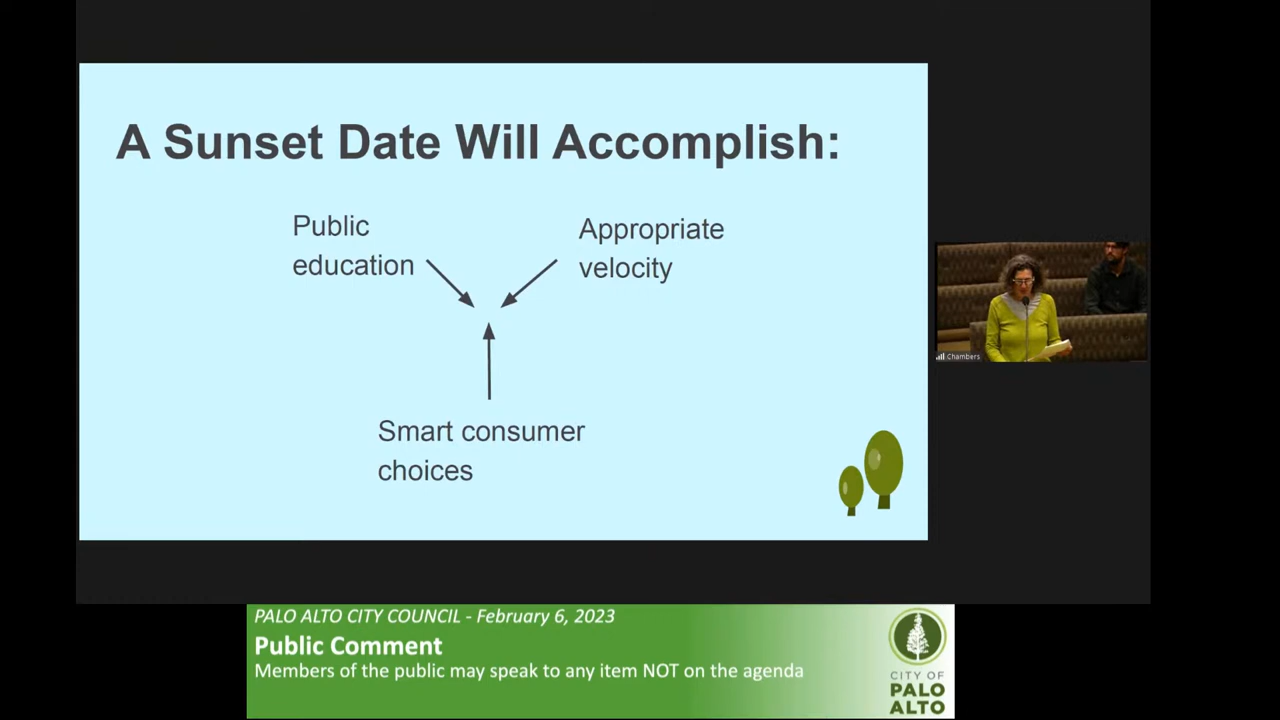 A Sunset Date Will Accomplish:
Public
education
Appropriate
velocity
Smart consumer
choices
Chambers
PALO ALTO CITY COUNCIL - February 6, 2023
Public Comment
Members of the public may speak to any item NOT on the agenda
CITY OF
PALO
ALTO